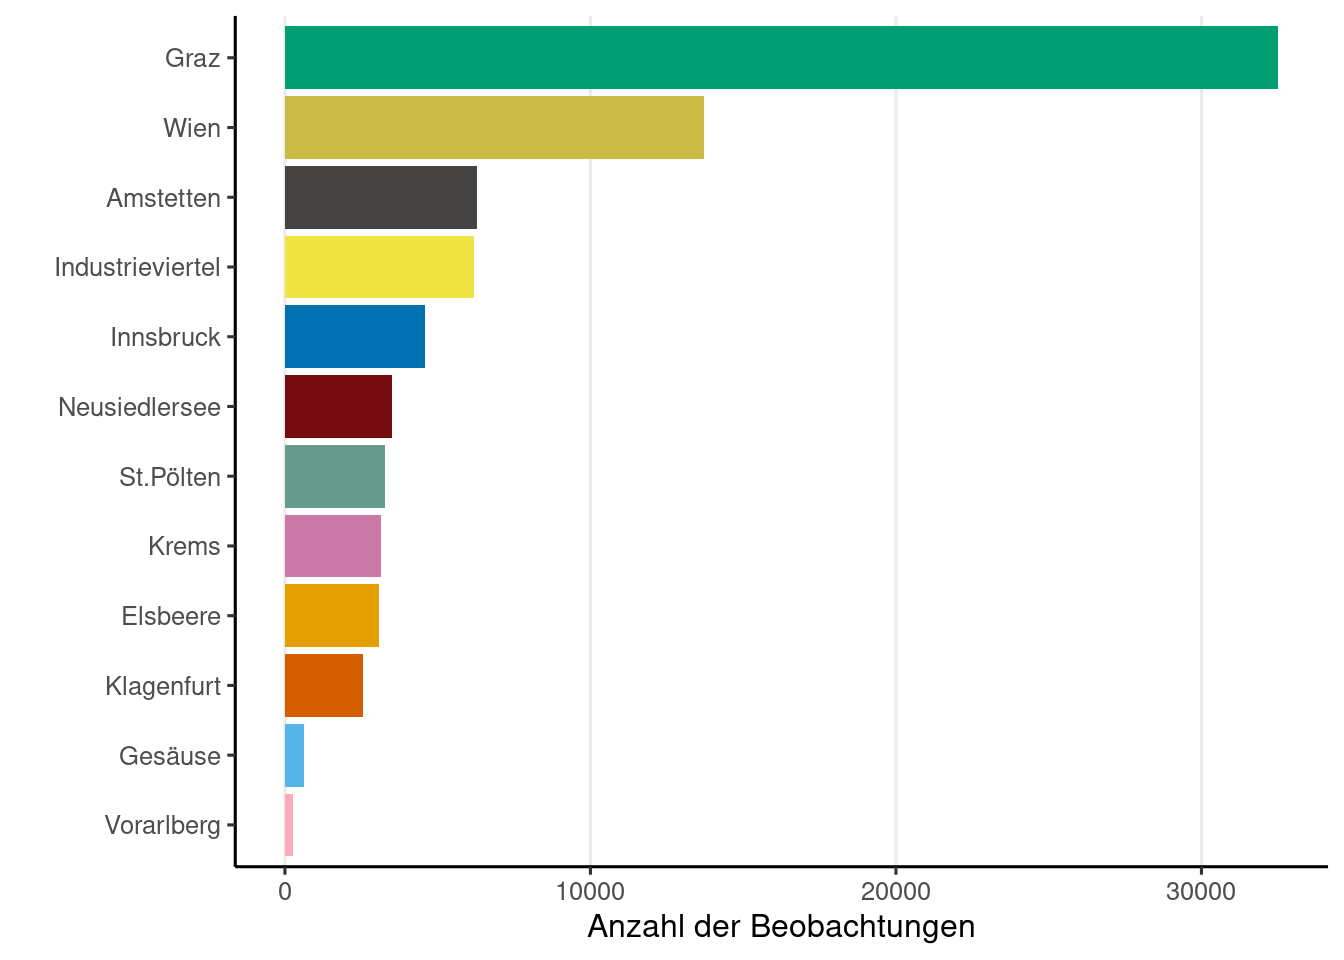 Graz
Wien
Amstetten
Industrieviertel
Innsbruck
Neusiedlersee
St.Pölten
Krems
Elsbeere
Klagenfurt
Gesäuse
Vorarlberg
0 10000 20000 30000
Anzahl der Beobachtungen